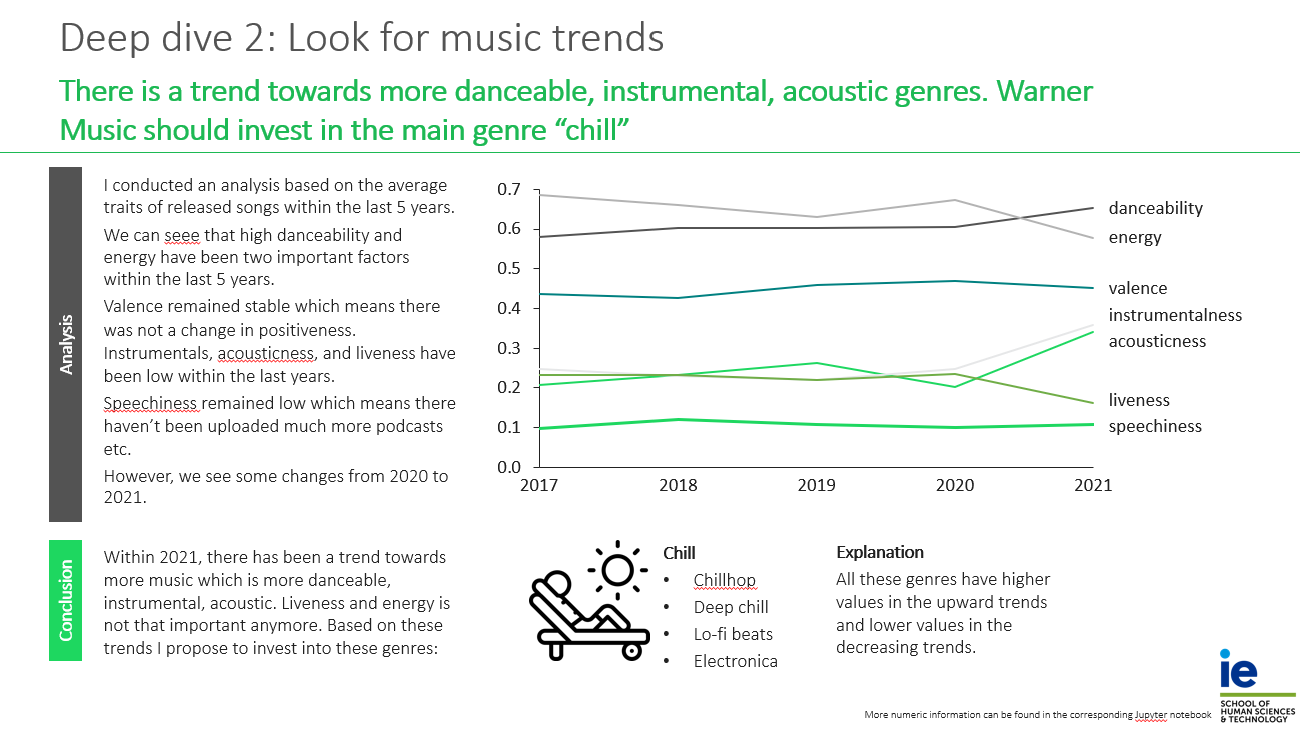 Deep dive 2: Look for music trends
There is a trend towards more danceable, instrumental, acoustic genres. Warner
Music should invest in the main genre “chill”
Analysis
I conducted an analysis based on the average
traits of released songs within the last 5 years.
We can seee that high danceability and
energy have been two important factors
within the last 5 years.
Valence remained stable which means there
was not a change in positiveness.
Instrumentals, acousticness, and liveness have
been low within the last years.
Speechiness remained low which means there
haven’t been uploaded much more podcasts
etc.
However, we see some changes from 2020 to
2021.
0.7
0.6
0.5
0.4
0.3
0.2
0.1
0.0
2017 2018 2019 2020 2021
danceability
energy
valence
instrumentalness
acousticness
liveness
speechiness
Conclusion
Within 2021, there has been a trend towards
more music which is more danceable,
instrumental, acoustic. Liveness and energy is
not that important anymore. Based on these
trends I propose to invest into these genres:
Chill
• Chillhop
• Deep chill
• Lo-fi beats
• Electronica
Explanation
All these genres have higher
values in the upward trends
and lower values in the
decreasing trends.
More numeric information can be found in the corresponding Jupyter notebook
ie
SCHOOL OF
HUMAN SCIENCES
& TECHNOLOGY